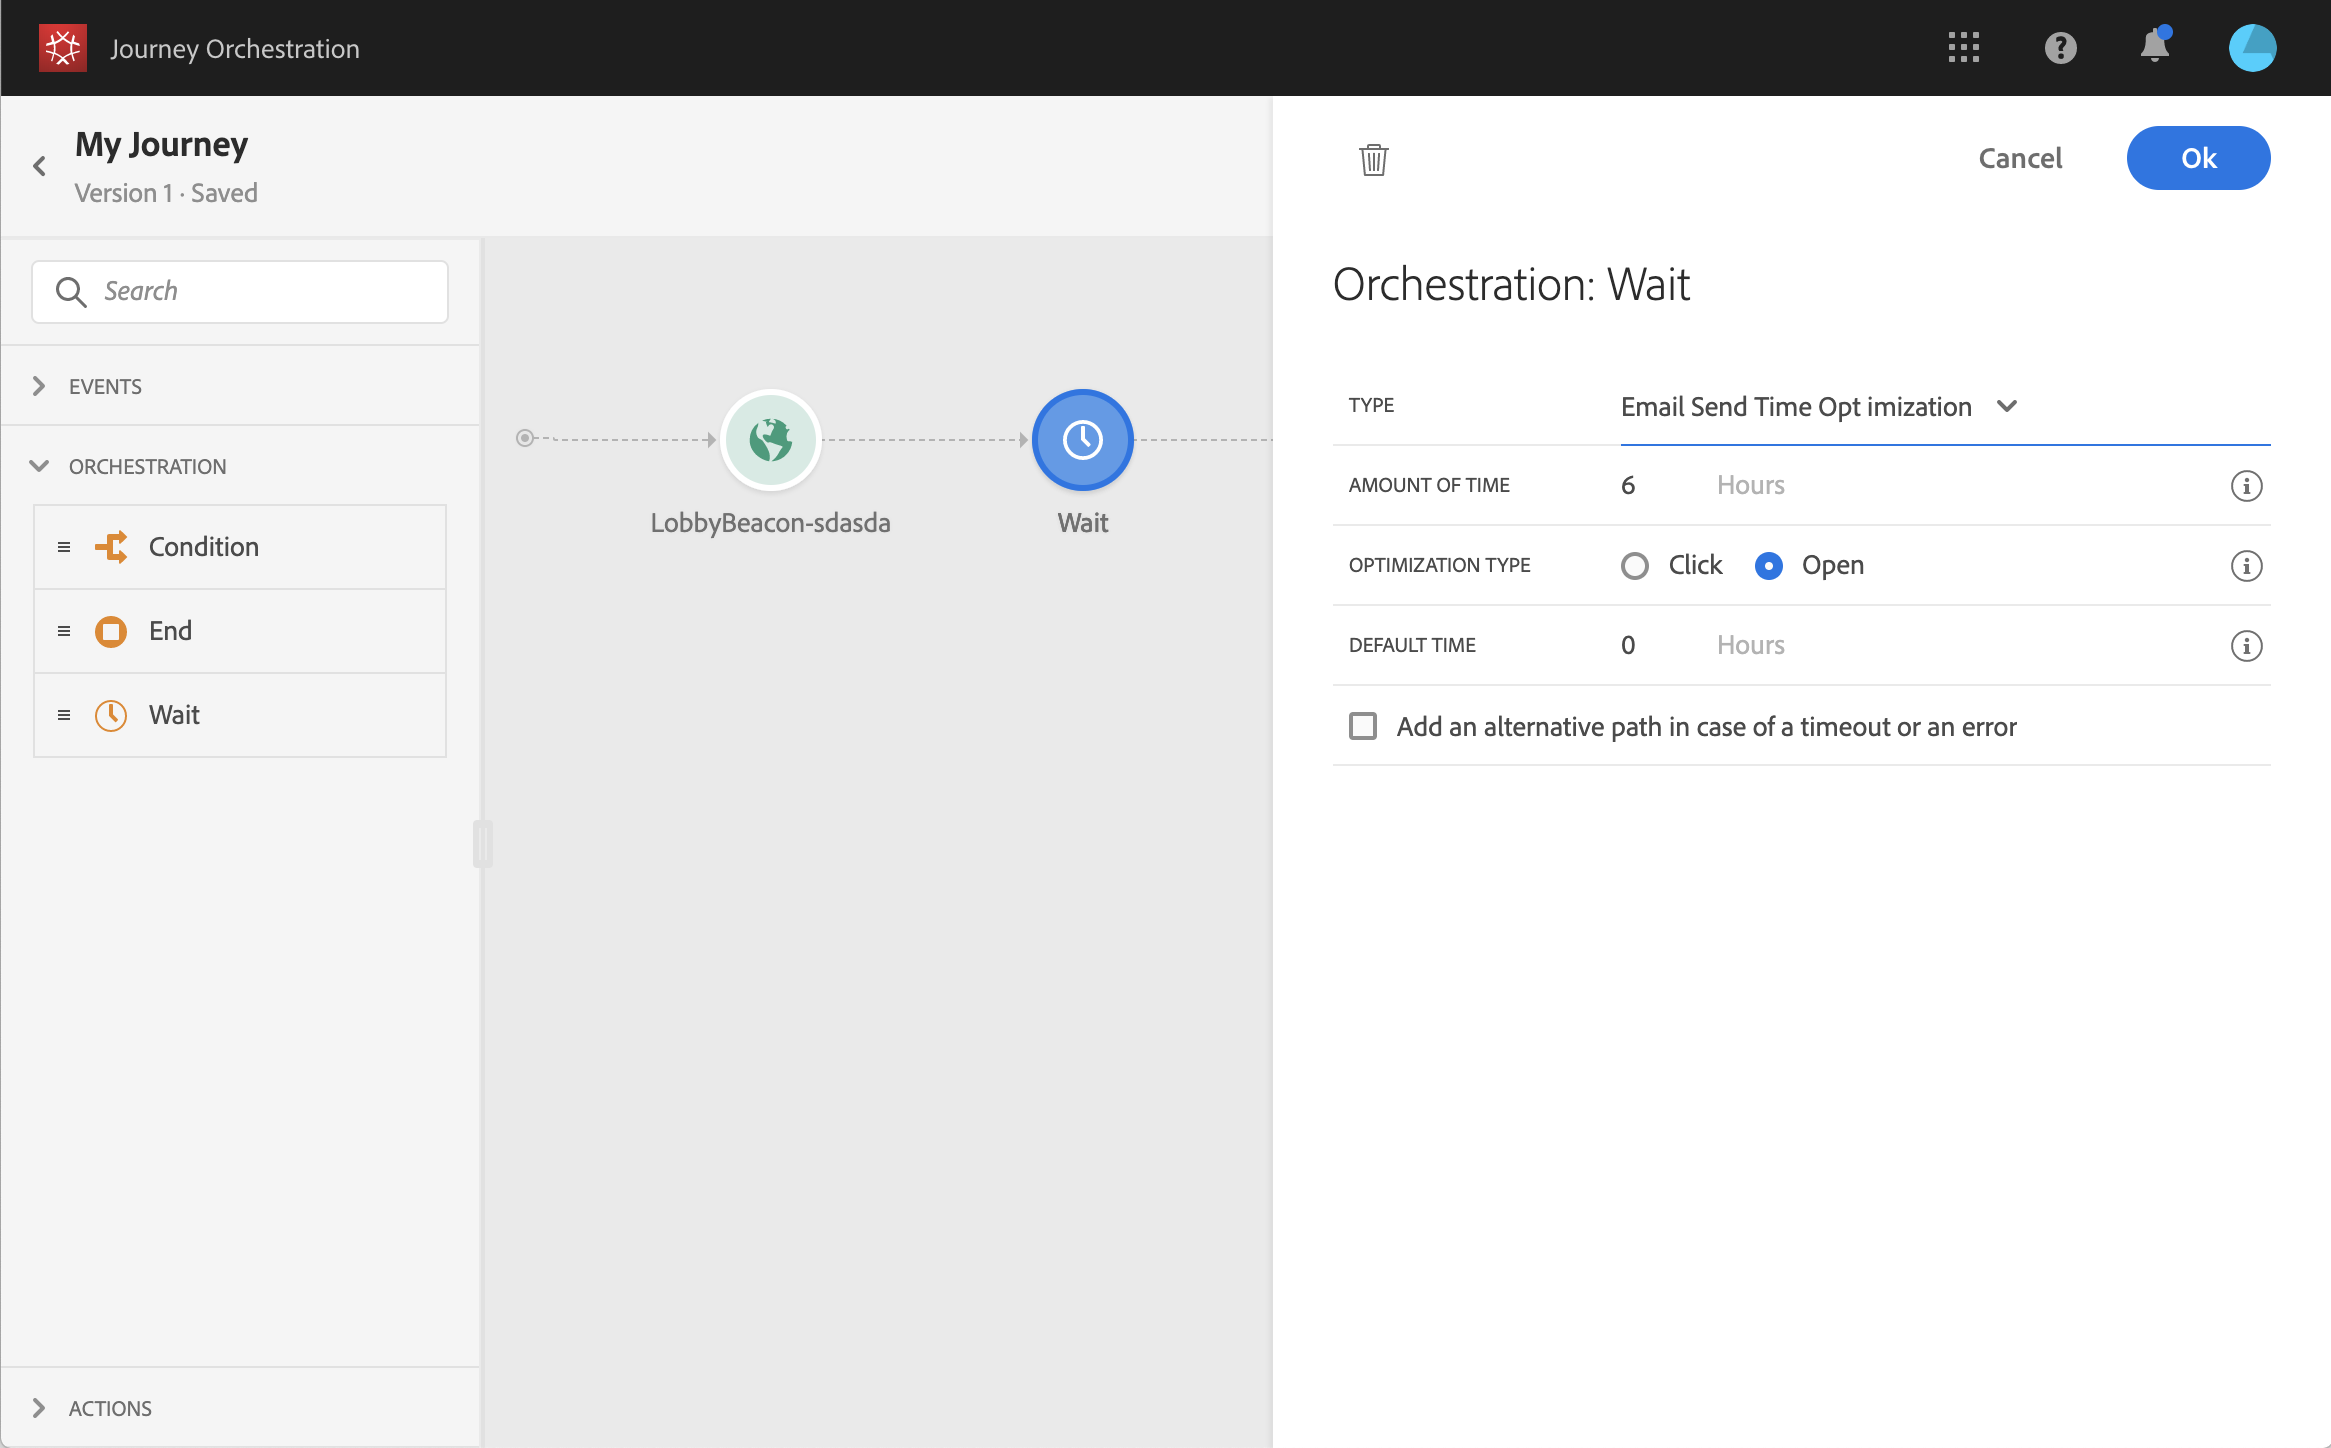 Journey Orchestration
My Journey
Version 1 · Saved
Cancel
Ok
Search
EVENTS
ORCHESTRATION
Condition
End
Wait
ACTIONS
LobbyBeacon-sdasda
Wait
Orchestration: Wait
TYPE Email Send Time Opt imization
AMOUNT OF TIME 6 Hours
OPTIMIZATION TYPE Click Open
DEFAULT TIME 0 Hours
Add an alternative path in case of a timeout or an error